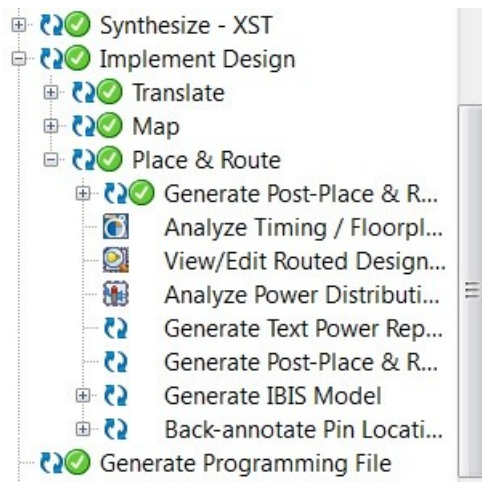 Synthesize - XST
Implement Design
Translate
Map
Place & Route
Generate Post-Place & R...
Analyze Timing / Floorpl...
View/Edit Routed Design...
Analyze Power Distributi...
Generate Text Power Rep...
Generate Post-Place & R...
Generate IBIS Model
Back-annotate Pin Locati...
Generate Programming File